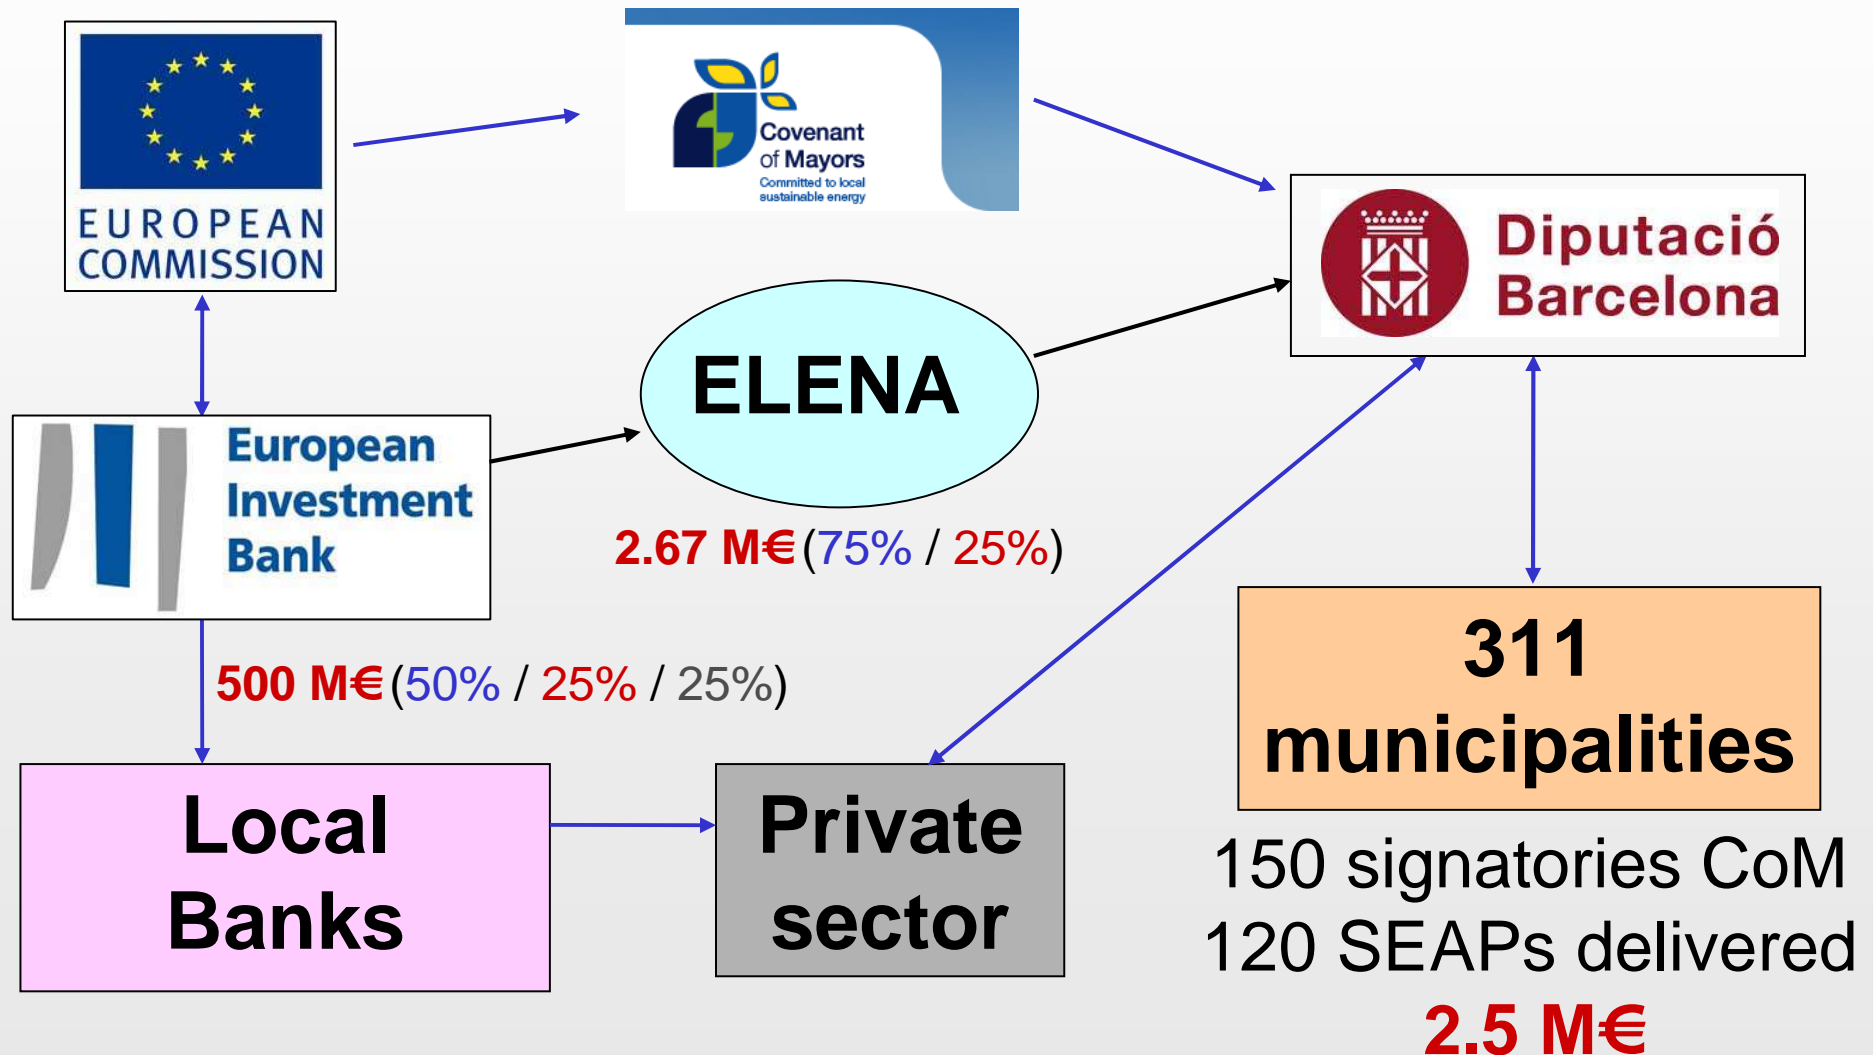 EUROPEAN
COMMISSION
Covenant
of Mayors
Committed to local
sustainable energy
Diputació
Barcelona
ELENA
European
Investment
Bank
2.67 M€(75% / 25%)
500 M€(50% / 25% / 25%)
311
municipalities
Local
Banks
Private
sector
150 signatories CoM
120 SEAPs delivered
2.5 M€